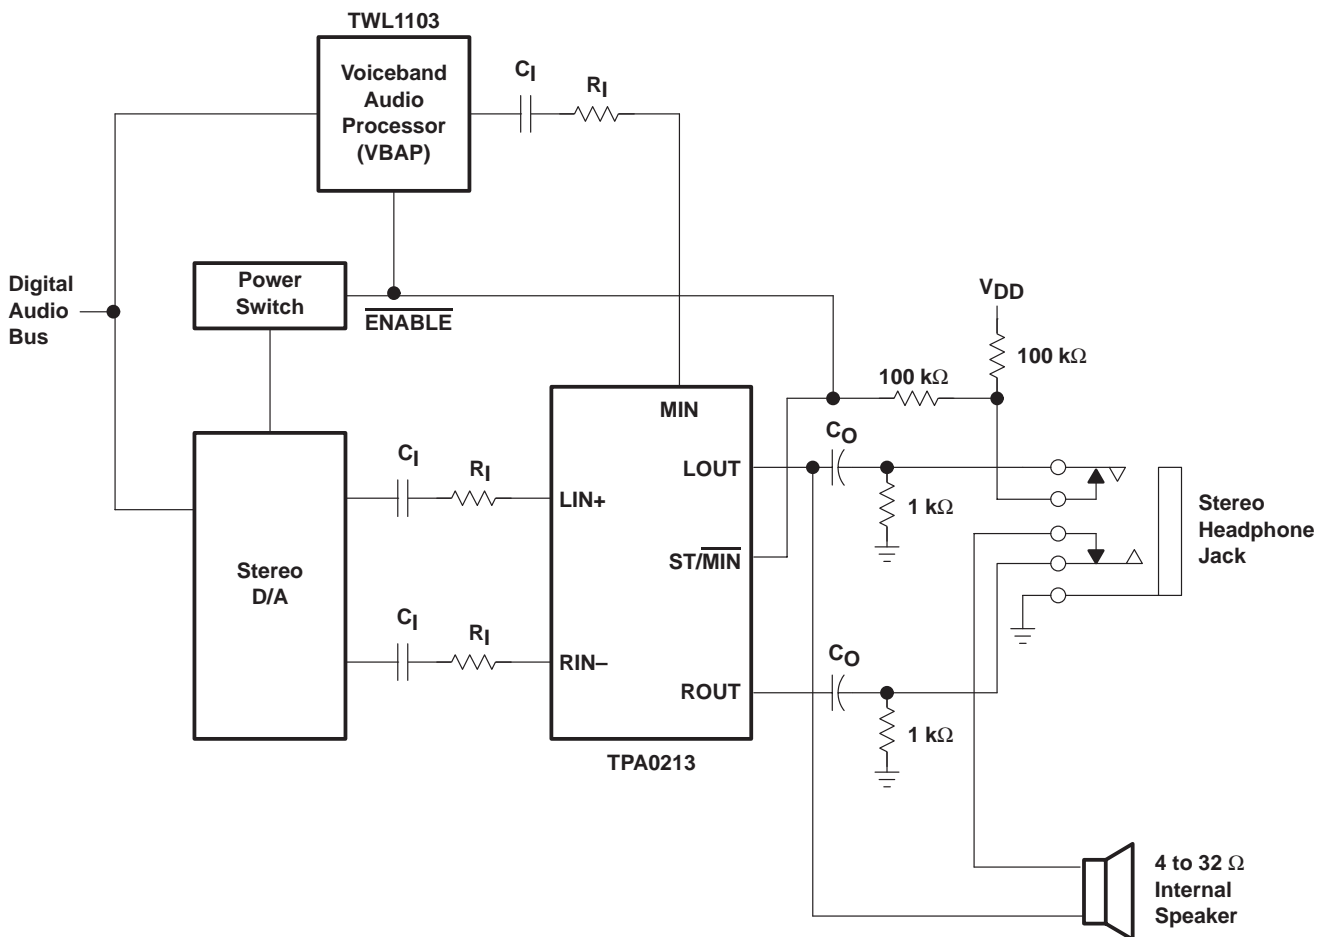 TWL1103
Voiceband
Audio
Processor
(VBAP)
CI
RI
Digital
Audio
Bus
Power
Switch
ENABLE
VDD
100 kΩ
100 kΩ
MIN
CO
CI
RI
LOUT
LIN+
1 kΩ
Stereo
Headphone
Jack
ST/MIN
Stereo
D/A
CI
RI
RIN–
CO
ROUT
1 kΩ
TPA0213
4 to 32 Ω
Internal
Speaker